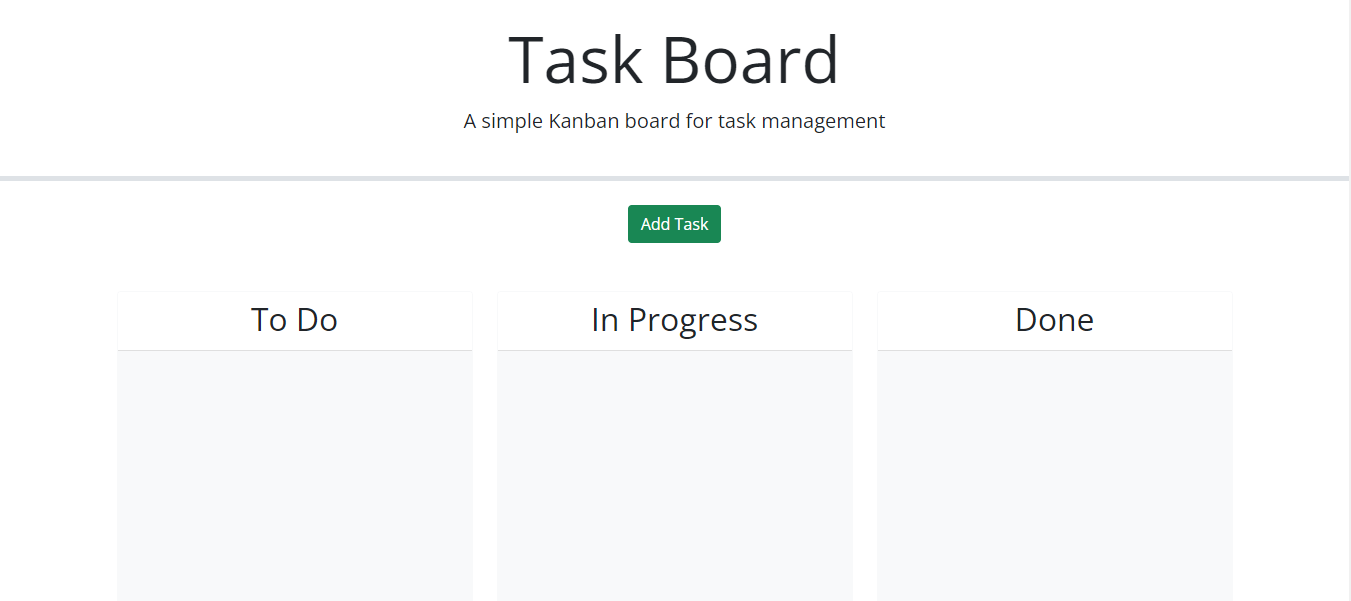 Task Board
A simple Kanban board for task management
Add Task
To Do
In Progress
Done